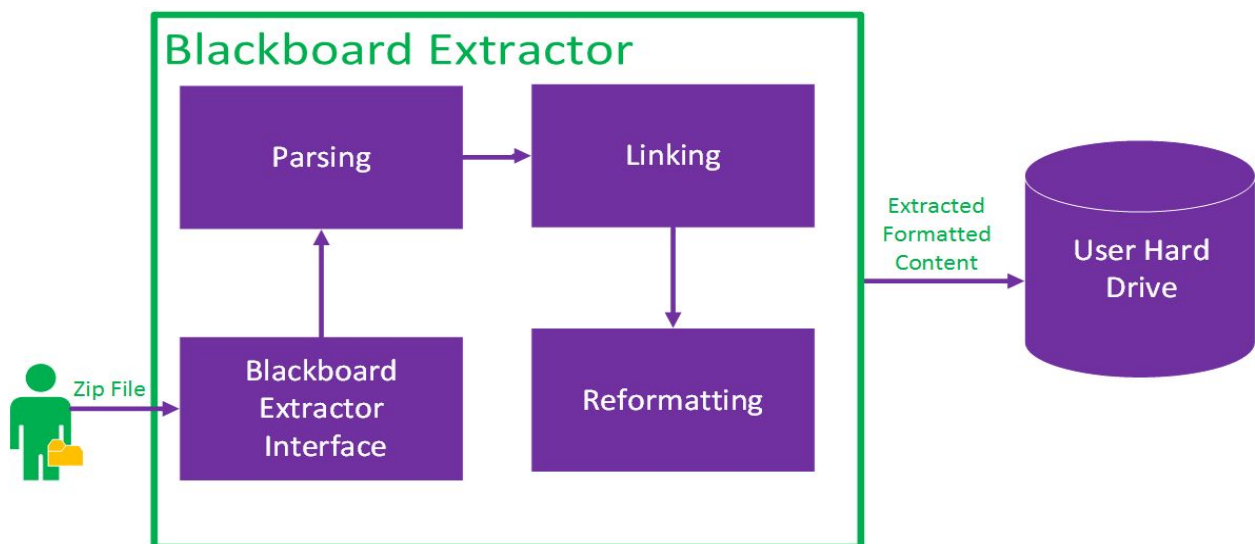 Blackboard Extractor
Parsing
Linking
Extracted
Formatted
Content
User Hard
Drive
Zip File
Blackboard
Extractor
Interface
Reformatting